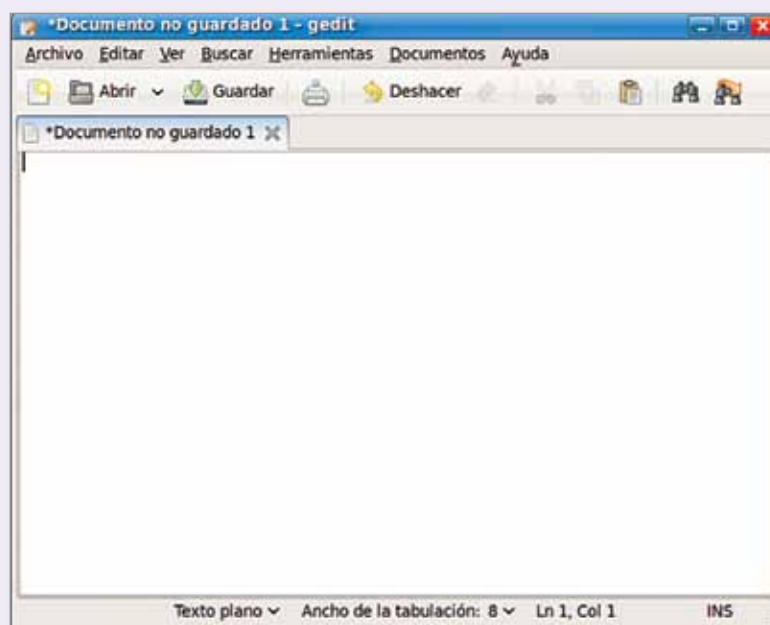 *Documento no guardado 1 - gedit
Archivo Editar Ver Buscar Herramientas Documentos Ayuda
Abrir Guardar Deshacer
*Documento no guardado 1
Texto plano Ancho de la tabulación: 8 Ln 1, Col 1 INS